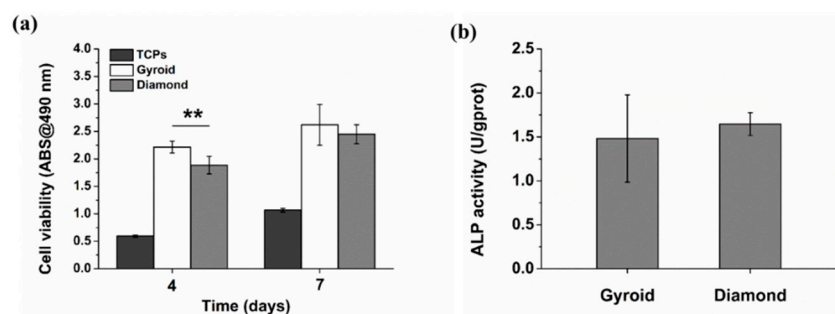 (a)
Cell viability (ABS@490 nm)
4.0
3.5
3.0
2.5
2.0
1.5
1.0
0.5
0.0
TCPs
Gyroid
Diamond
**
4
7
Time (days)
(b)
ALP activity (U/gprot)
2.5
2.0
1.5
1.0
0.5
0.0
Gyroid
Diamond